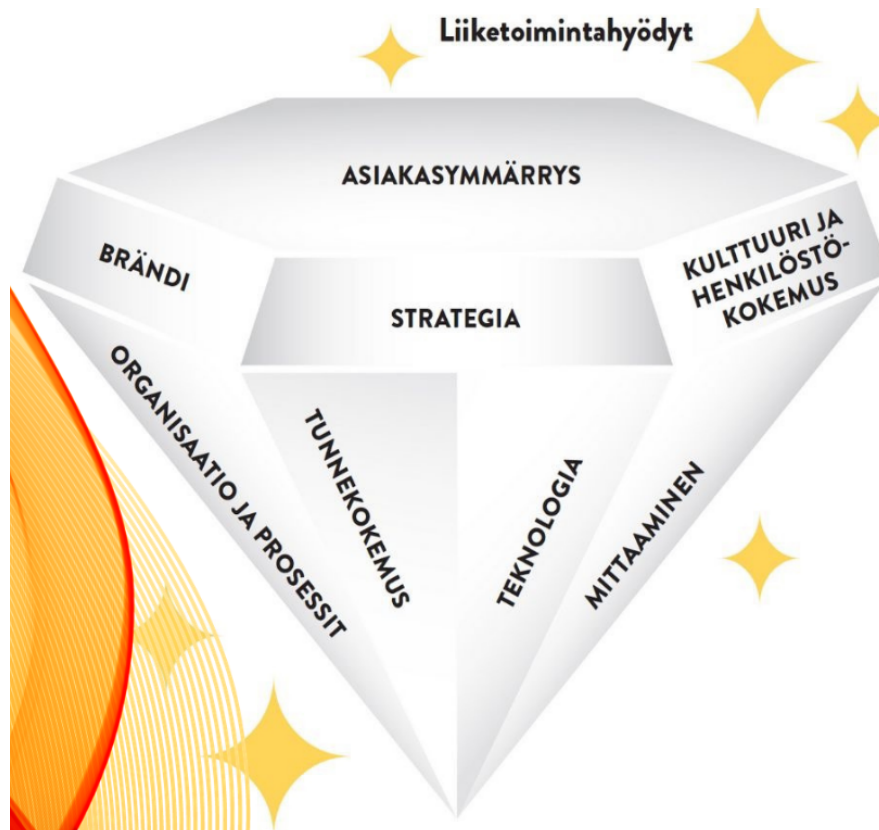 Liiketoimintahyödyt
ASIAKASYMMÄRRYS
BRÄNDI
STRATEGIA
KULTTUURI JA
HENKILÖSTÖ-
KOKEMUS
ORGANISAATIO JA PROSESSIT
TUNNEKOKEMUS
TEKNOLOGIA
MITTAAMINEN